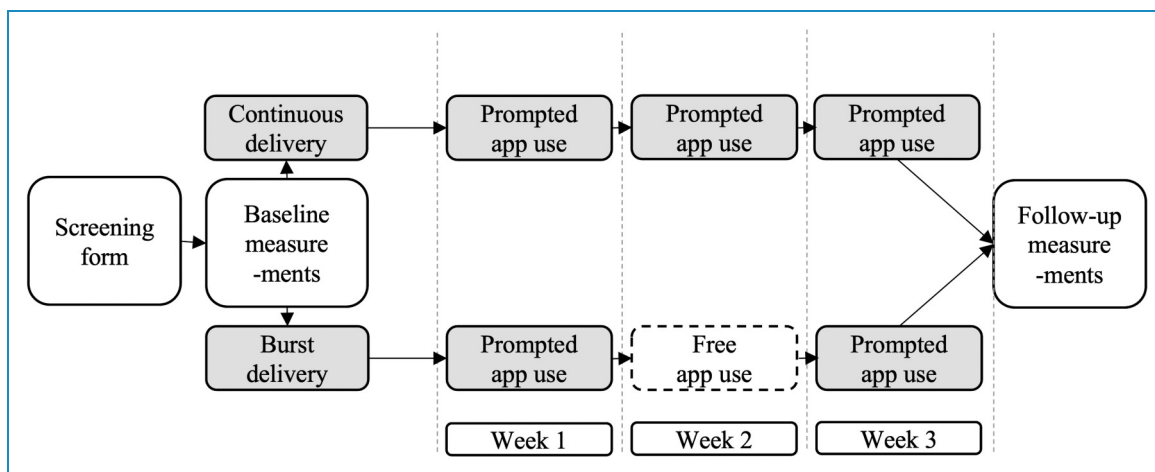 Screening
form
Baseline
measure
-ments
Continuous
delivery
Prompted
app use
Prompted
app use
Prompted
app use
Burst
delivery
Prompted
app use
Free
app use
Prompted
app use
Follow-up
measure
-ments
Week 1
Week 2
Week 3